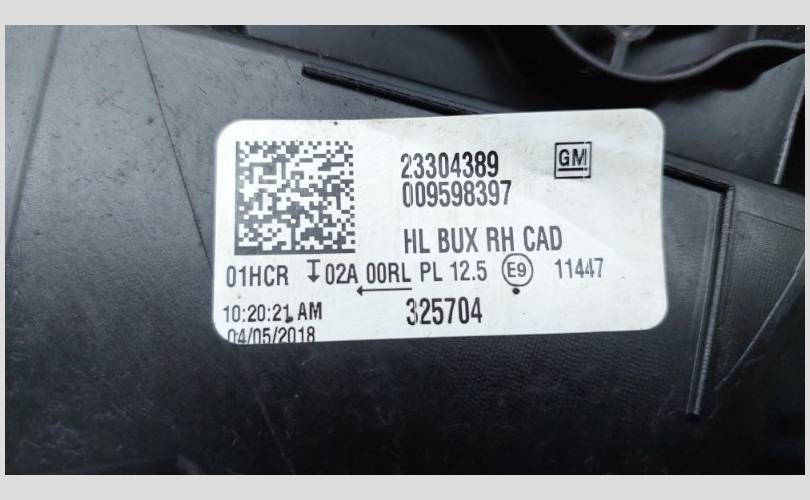 23304389 GM
009598397
HL BUX RH CAD
01HCR 02A 00RL PL 12.5 E9 11447
10:20:21 AM 325704
04/05/2018